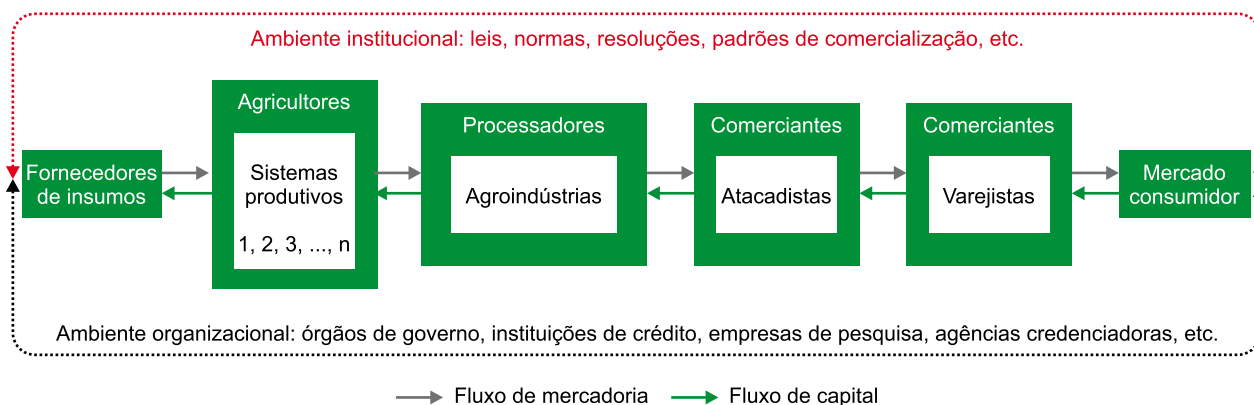 Ambiente institucional: leis, normas, resoluções, padrões de comercialização, etc.
Fornecedores
de insumos
Agricultores
Sistemas
produtivos
1, 2, 3, ..., n
Processadores
Agroindústrias
Comerciantes
Atacadistas
Comerciantes
Varejistas
Mercado
consumidor
Ambiente organizacional: órgãos de governo, instituições de crédito, empresas de pesquisa, agências credenciadoras, etc.
Fluxo de mercadoria
Fluxo de capital